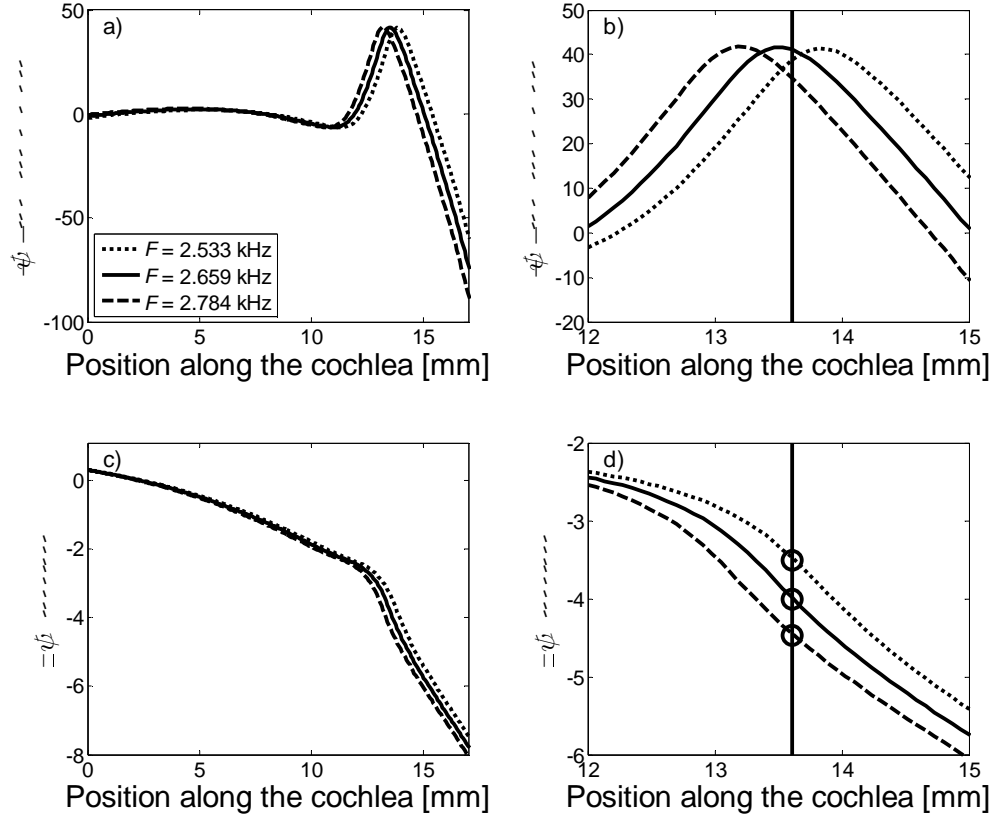 a)
50
0
-50
-100
F = 2.533 kHz
F = 2.659 kHz
F = 2.784 kHz
0 5 10 15
Position along the cochlea [mm]
b)
50
40
30
20
10
0
-10
-20
12 13 14 15
Position along the cochlea [mm]
c)
0
-2
-4
-6
-8
0 5 10 15
Position along the cochlea [mm]
d)
-2
-3
-4
-5
-6
12 13 14 15
Position along the cochlea [mm]